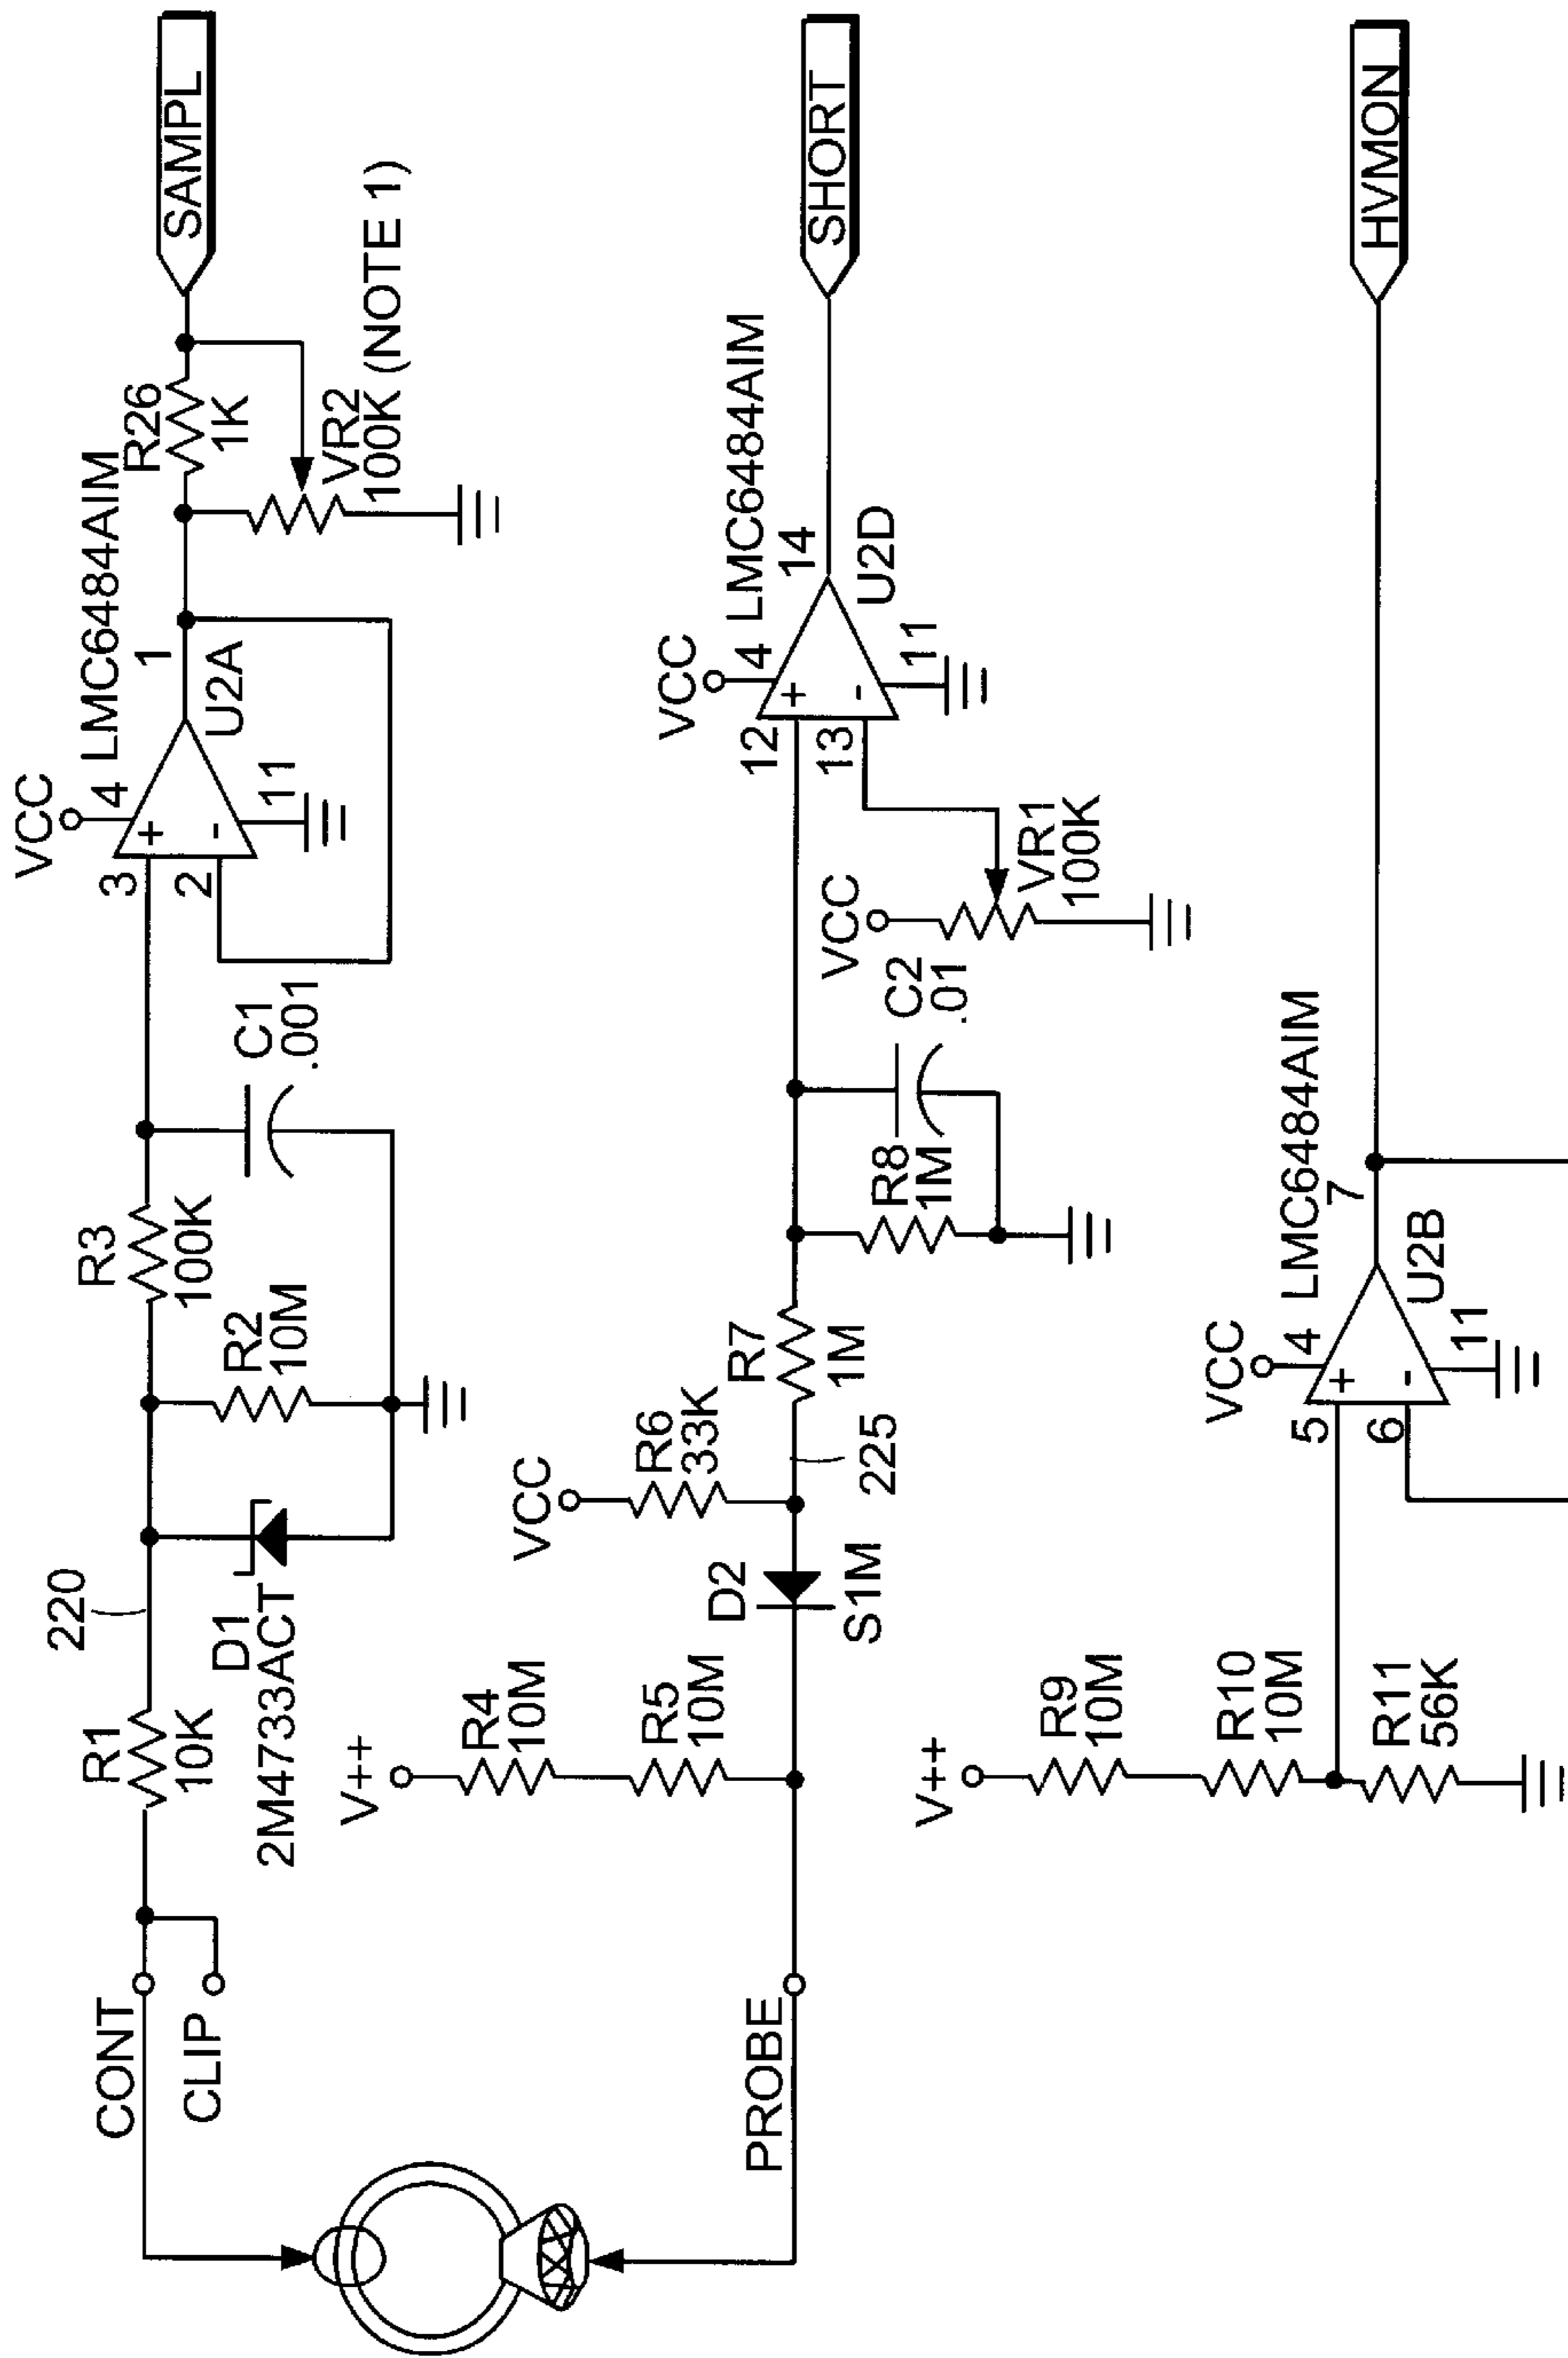 CONT
CLIP
R1
10K
220
D1
2M4733ACT
R2
10M
R3
100K
C1
.001
3
2
VCC
4
+
-
11
LMC6484AIM
1
U2A
R26
1K
VR2
100K (NOTE 1)
SAMPL
PROBE
V++
R4
10M
R5
10M
D2
S1M
VCC
R6
33K
225
R7
1M
R8
1M
C2
.01
VCC
VR1
100K
12
13
VCC
4
+
-
11
LMC6484AIM
14
U2D
SHORT
V++
R9
10M
R10
10M
R11
56K
5
6
VCC
4
+
-
11
LMC6484AIM
7
U2B
HVMON